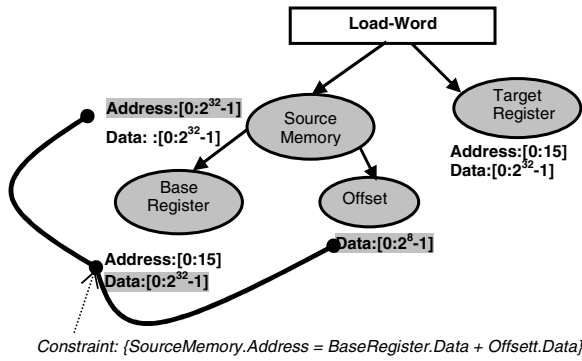 Load-Word
Address:[0:2³²-1]
Data: :[0:2³²-1]
Source
Memory
Target
Register
Address:[0:15]
Data:[0:2³²-1]
Base
Register
Offset
Data:[0:2⁸-1]
Address:[0:15]
Data:[0:2³²-1]
Constraint: {SourceMemory.Address = BaseRegister.Data + Offsett.Data}